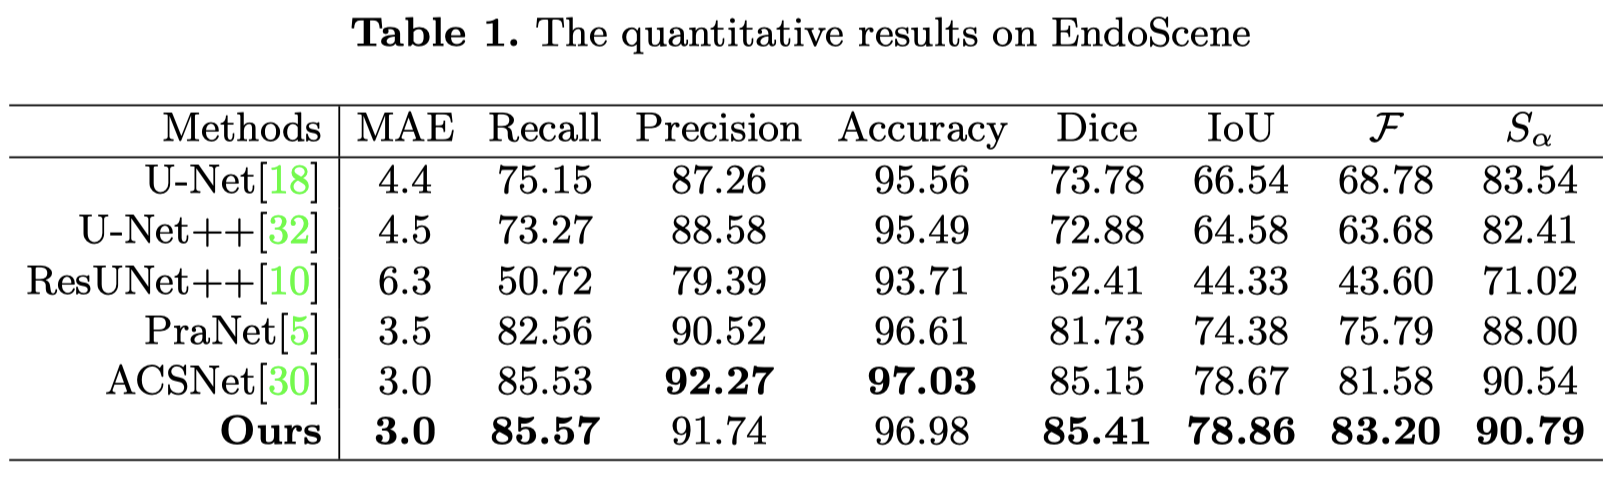 Table 1. The quantitative results on EndoScene
Methods MAE Recall Precision Accuracy Dice IoU ℱ Sα
U-Net[18] 4.4 75.15 87.26 95.56 73.78 66.54 68.78 83.54
U-Net++[32] 4.5 73.27 88.58 95.49 72.88 64.58 63.68 82.41
ResUNet++[10] 6.3 50.72 79.39 93.71 52.41 44.33 43.60 71.02
PraNet[5] 3.5 82.56 90.52 96.61 81.73 74.38 75.79 88.00
ACSNet[30] 3.0 85.53 92.27 97.03 85.15 78.67 81.58 90.54
Ours 3.0 85.57 91.74 96.98 85.41 78.86 83.20 90.79